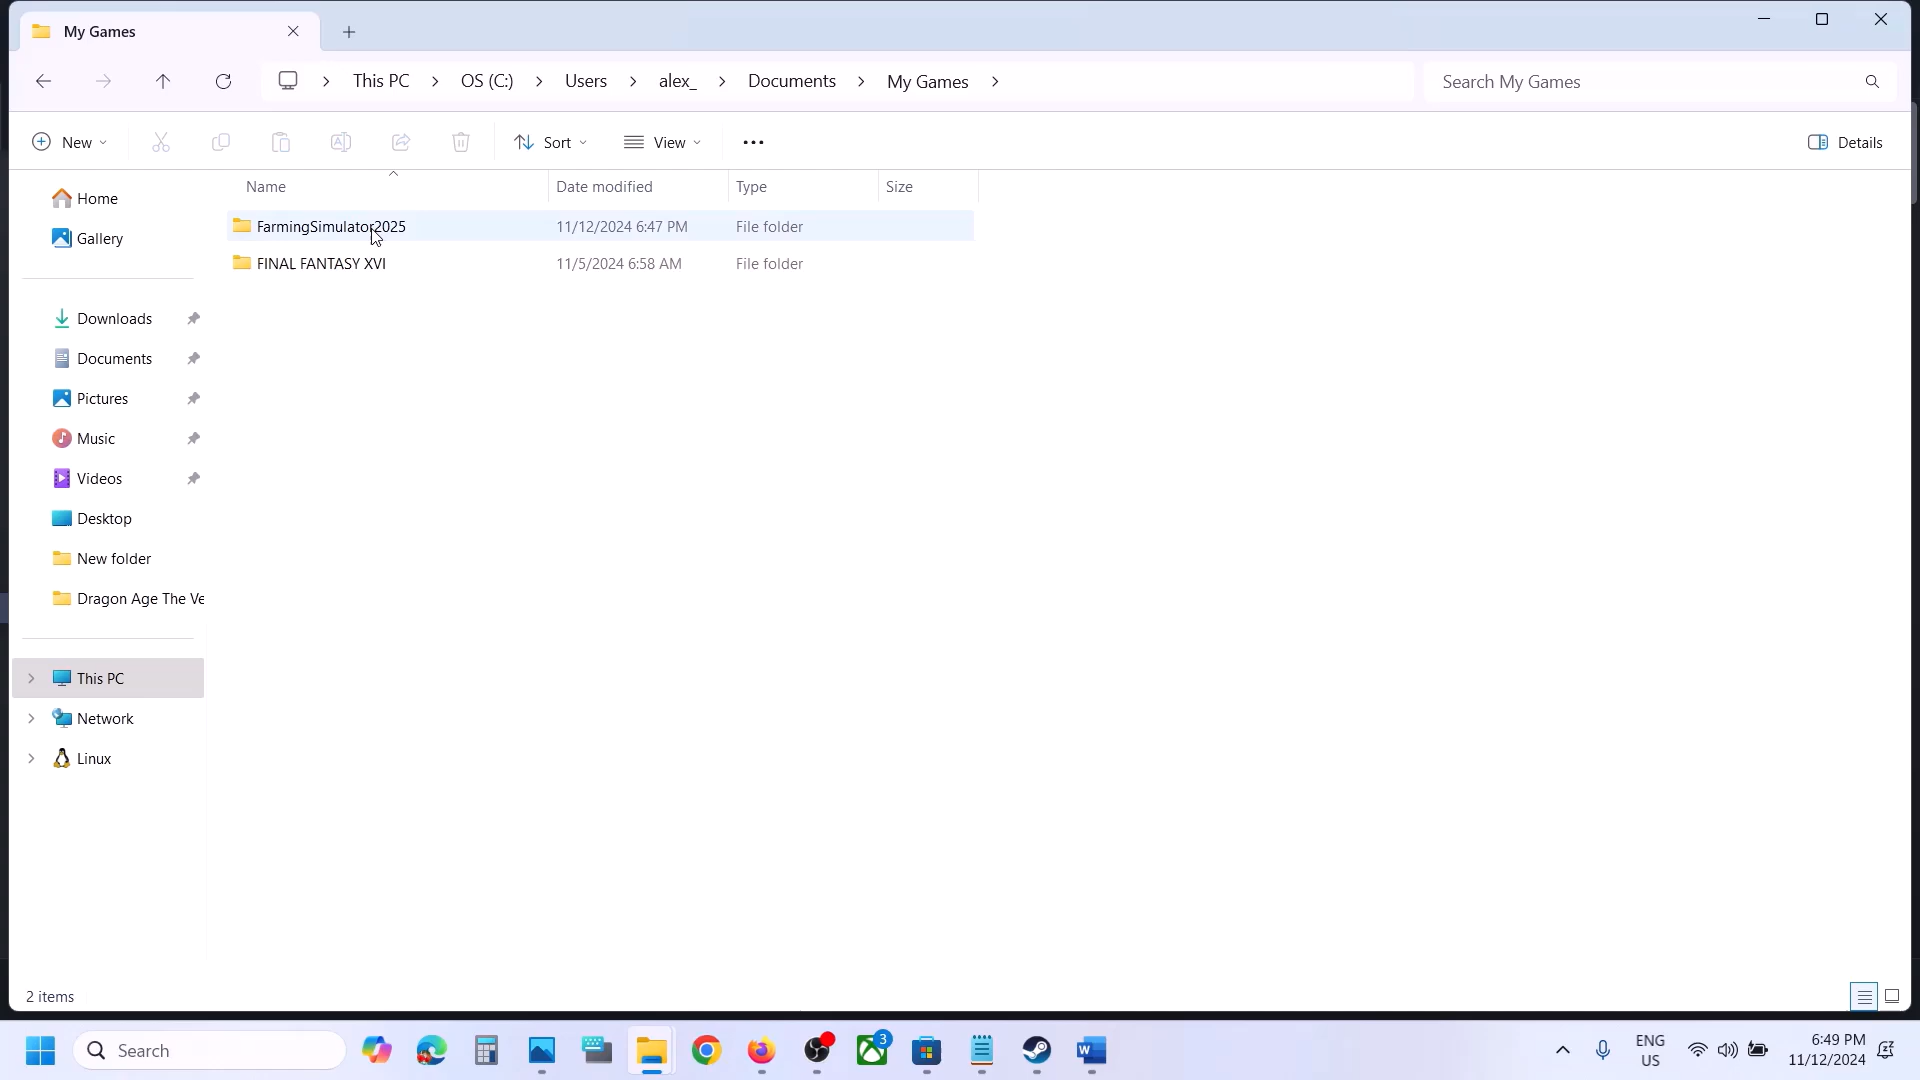 My Games
This PC OS (C:) Users alex_ Documents My Games
Search My Games
New
Sort
View
Details
Name Date modified Type Size
FarmingSimulator2025 11/12/2024 6:47 PM File folder
FINAL FANTASY XVI 11/5/2024 6:58 AM File folder
Home
Gallery
Downloads
Documents
Pictures
Music
Videos
Desktop
New folder
Dragon Age The Ve
This PC
Network
Linux
2 items
Search
3
ENG
US
6:49 PM
11/12/2024